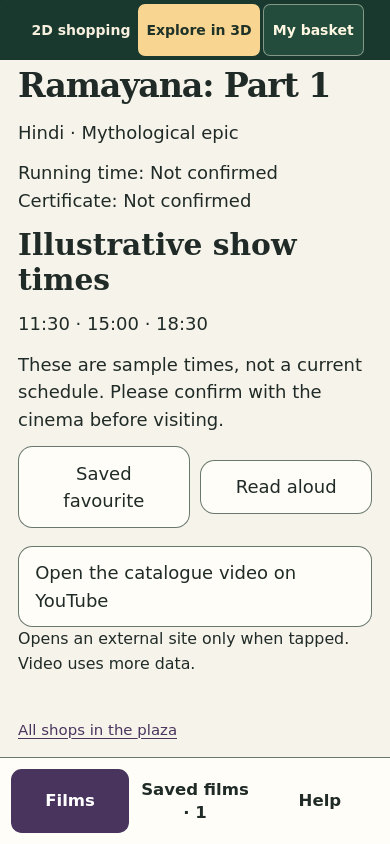 2D shopping
Explore in 3D
My basket
Ramayana: Part 1
Hindi · Mythological epic
Running time: Not confirmed
Certificate: Not confirmed
Illustrative show
times
11:30 · 15:00 · 18:30
These are sample times, not a current
schedule. Please confirm with the
cinema before visiting.
Saved
favourite
Read aloud
Open the catalogue video on
YouTube
Opens an external site only when tapped.
Video uses more data.
All shops in the plaza
Films
Saved films
· 1
Help